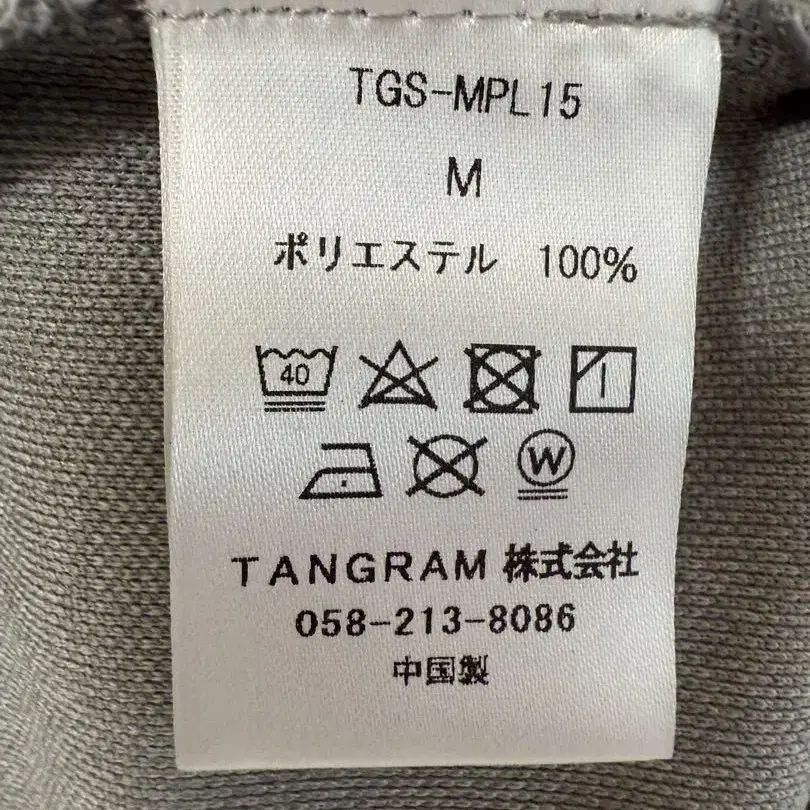 TGS-MPL15
M
ポリエステル 100%
40
W
TANGRAM 株式会社
058-213-8086
中国製